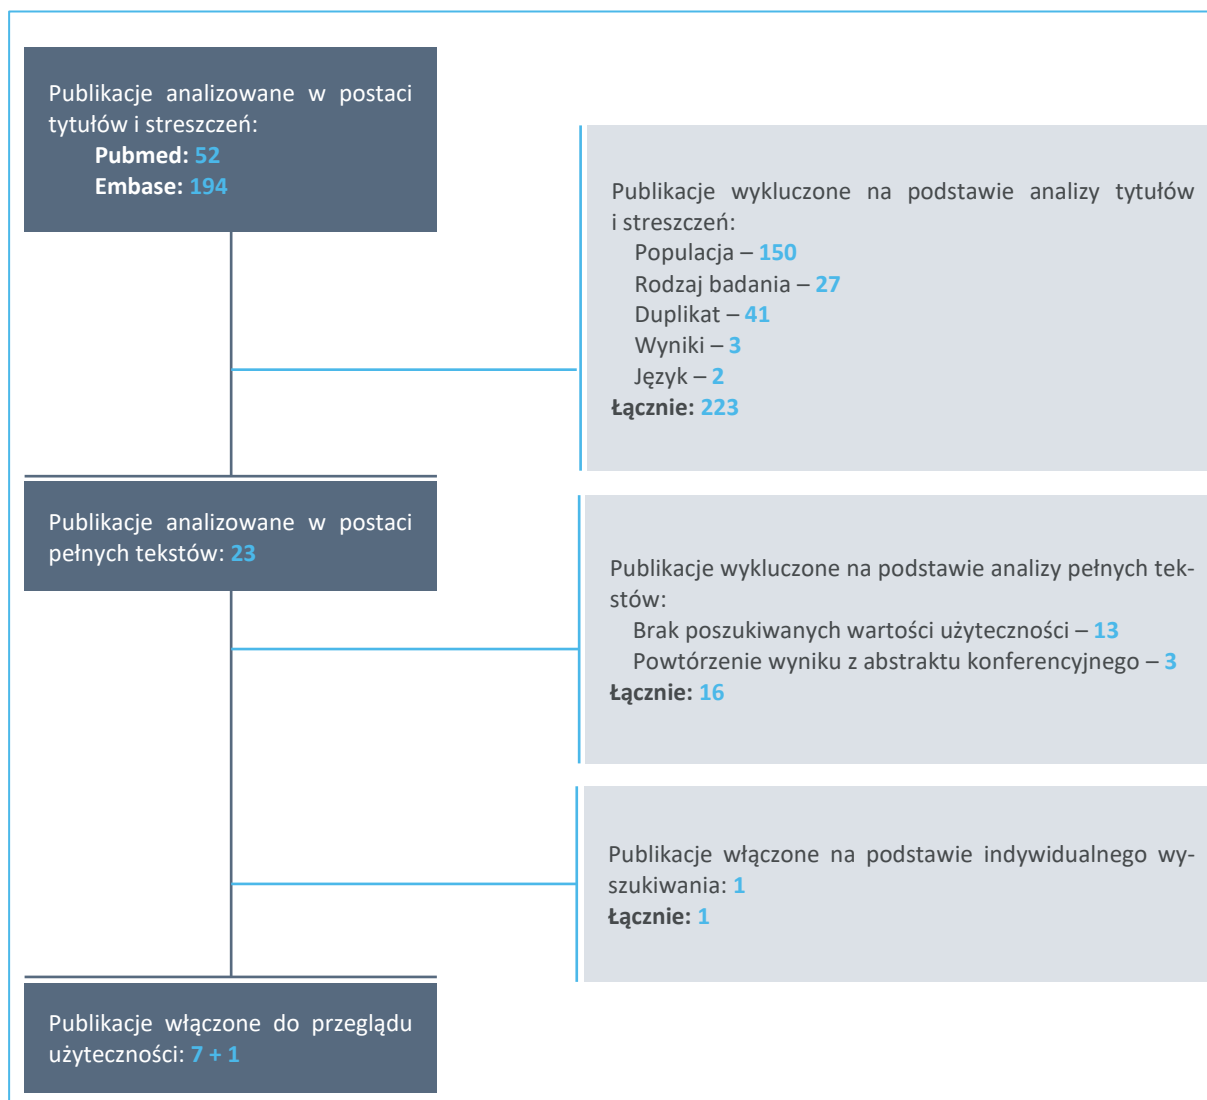 Publikacje analizowane w postaci
tytułów i streszczeń:
Pubmed: 52
Embase: 194
Publikacje wykluczone na podstawie analizy tytułów
i streszczeń:
Populacja – 150
Rodzaj badania – 27
Duplikat – 41
Wyniki – 3
Język – 2
Łącznie: 223
Publikacje analizowane w postaci
pełnych tekstów: 23
Publikacje wykluczone na podstawie analizy pełnych tek-
stów:
Brak poszukiwanych wartości użyteczności – 13
Powtórzenie wyniku z abstraktu konferencyjnego – 3
Łącznie: 16
Publikacje włączone na podstawie indywidualnego wy-
szukiwania: 1
Łącznie: 1
Publikacje włączone do przeglądu
użyteczności: 7 + 1